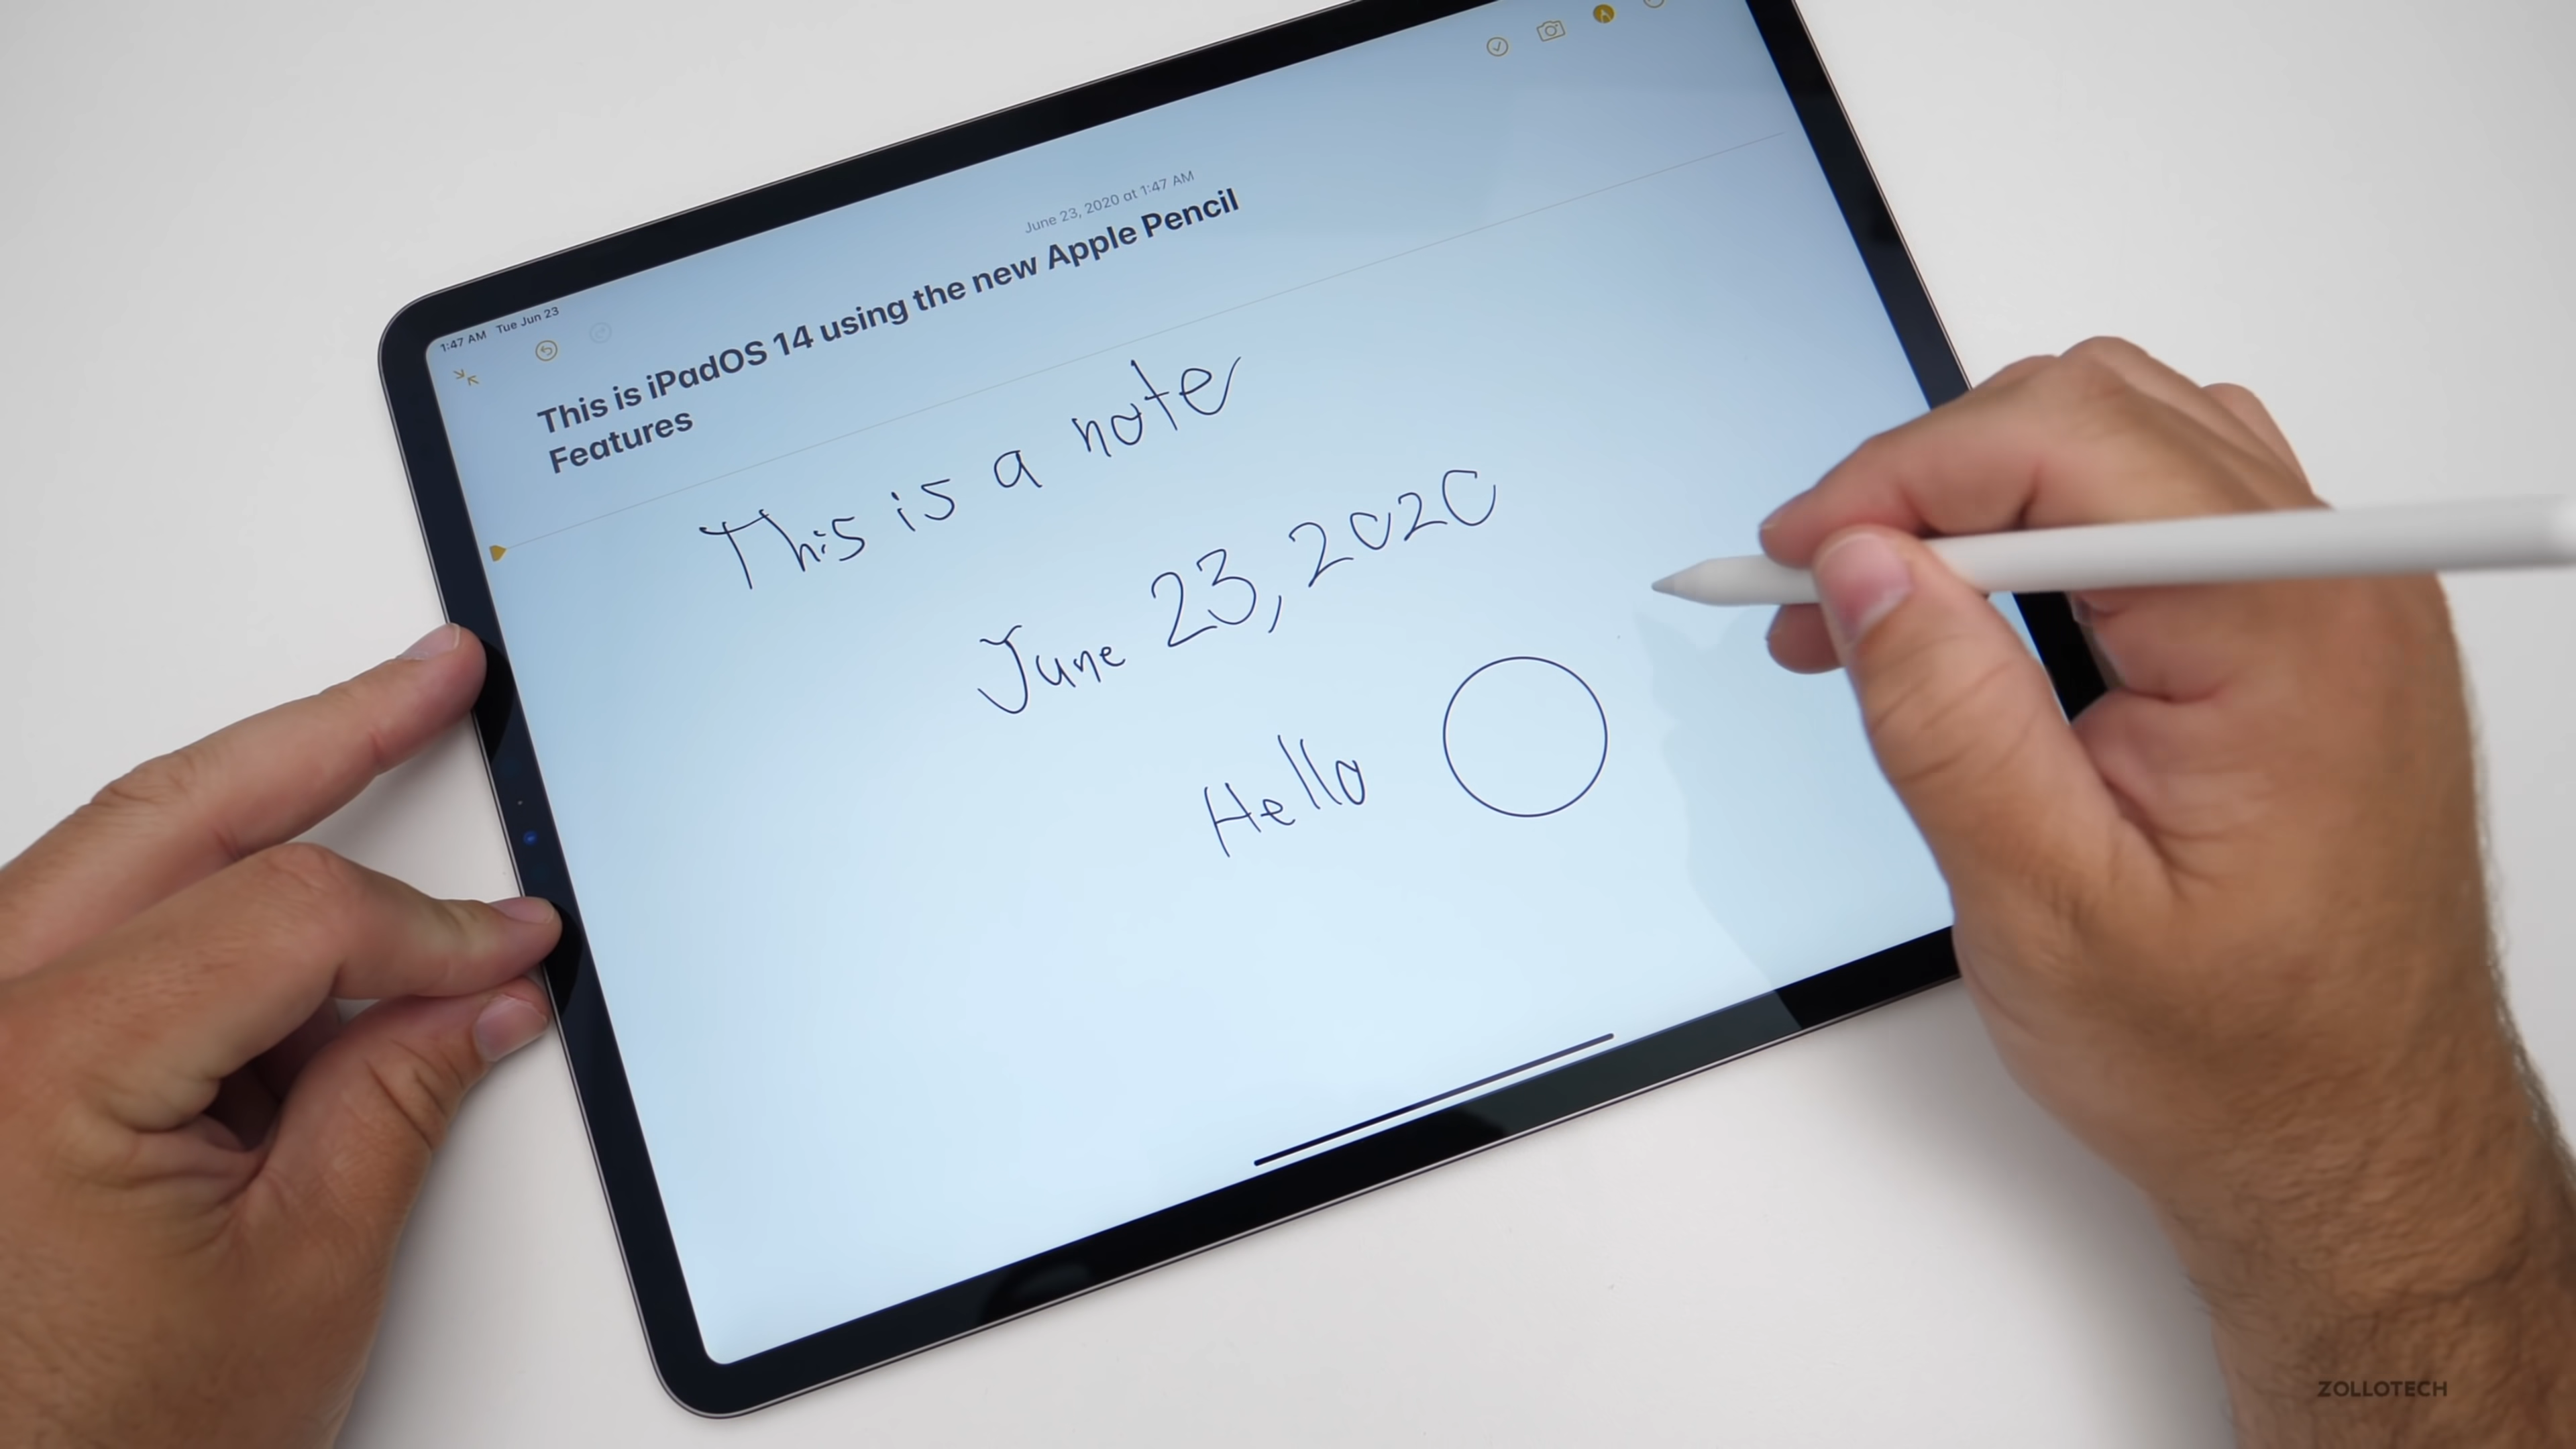 June 23, 2020 at 1:47 AM
1:47 AM Tue Jun 23
This is iPadOS 14 using the new Apple Pencil
Features
This is a note
June 23, 2020
Hello
ZOLLOTECH